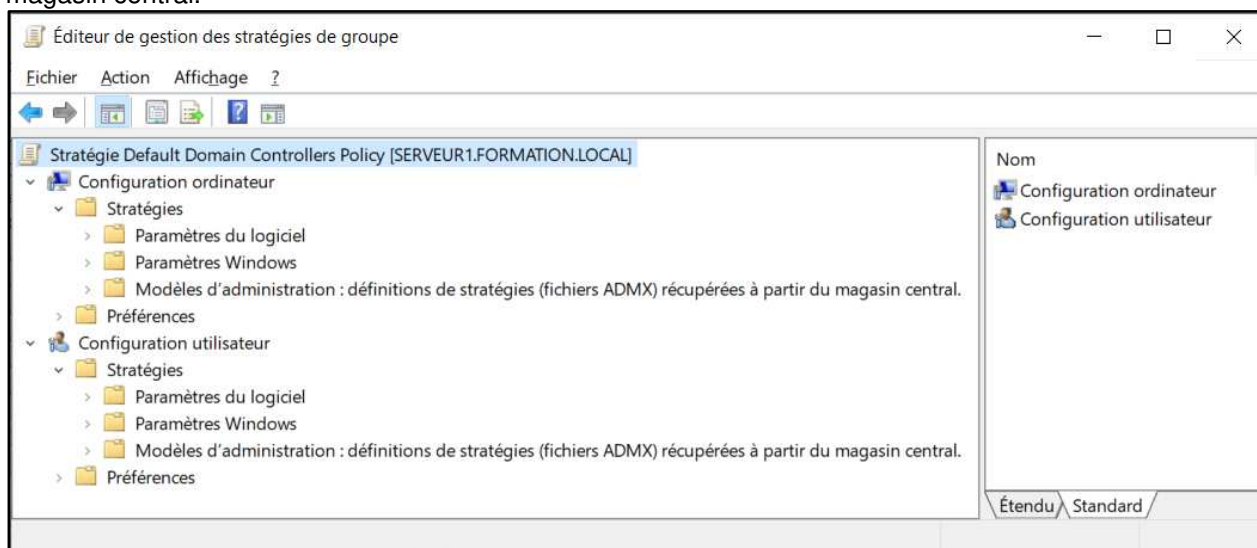 magasin central.
Éditeur de gestion des stratégies de groupe
Fichier Action Affichage ?
Stratégie Default Domain Controllers Policy [SERVEUR1.FORMATION.LOCAL]
Configuration ordinateur
Stratégies
Paramètres du logiciel
Paramètres Windows
Modèles d'administration : définitions de stratégies (fichiers ADMX) récupérées à partir du magasin central.
Préférences
Configuration utilisateur
Stratégies
Paramètres du logiciel
Paramètres Windows
Modèles d'administration : définitions de stratégies (fichiers ADMX) récupérées à partir du magasin central.
Préférences
Nom
Configuration ordinateur
Configuration utilisateur
Étendu Standard